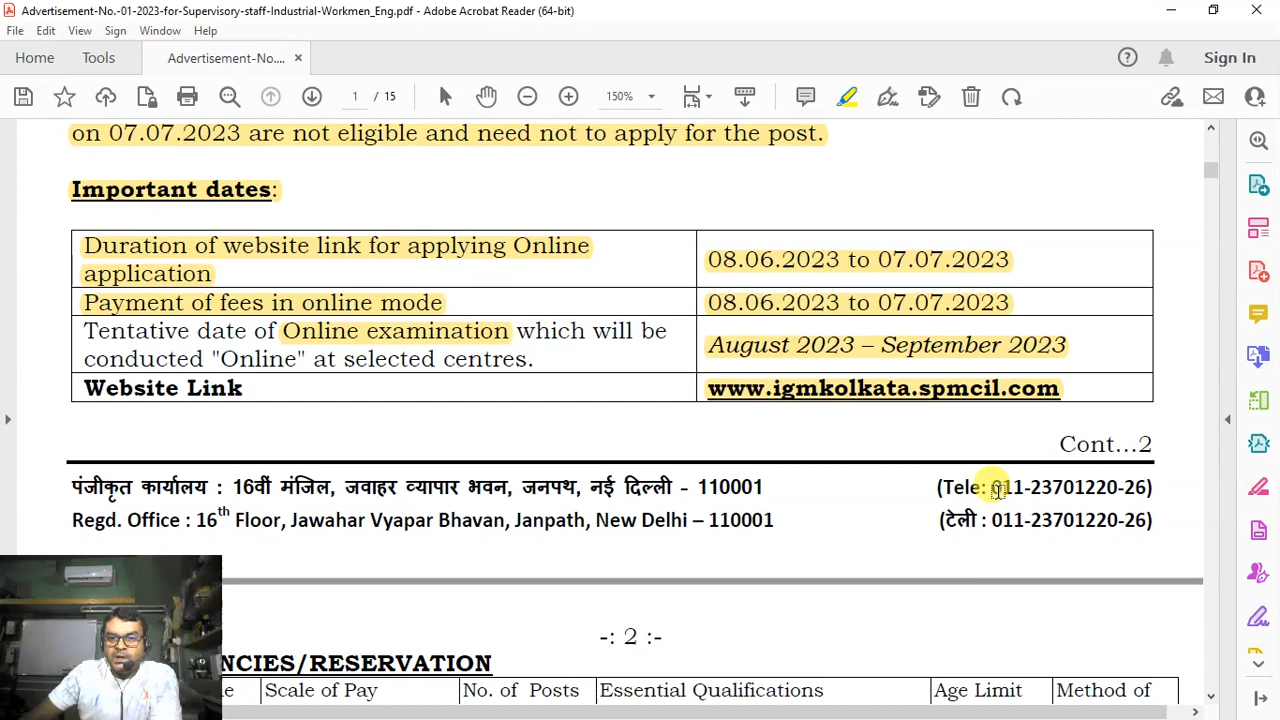 Advertisement-No.-01-2023-for-Supervisory-staff-Industrial-Workmen_Eng.pdf - Adobe Acrobat Reader (64-bit)
File Edit View Sign Window Help
Home Tools Advertisement-No.... × Sign In
1 / 15 150%
on 07.07.2023 are not eligible and need not to apply for the post.
Important dates:
Duration of website link for applying Online
application
08.06.2023 to 07.07.2023
Payment of fees in online mode 08.06.2023 to 07.07.2023
Tentative date of Online examination which will be
conducted "Online" at selected centres.
August 2023 – September 2023
Website Link www.igmkolkata.spmcil.com
Cont...2
पंजीकृत कार्यालय : 16वीं मंजिल, जवाहर व्यापार भवन, जनपथ, नई दिल्ली - 110001 (Tele: 011-23701220-26)
Regd. Office : 16th Floor, Jawahar Vyapar Bhavan, Janpath, New Delhi – 110001 (टेली : 011-23701220-26)
-: 2 :-
NCIES/RESERVATION
e Scale of Pay No. of Posts Essential Qualifications Age Limit Method of